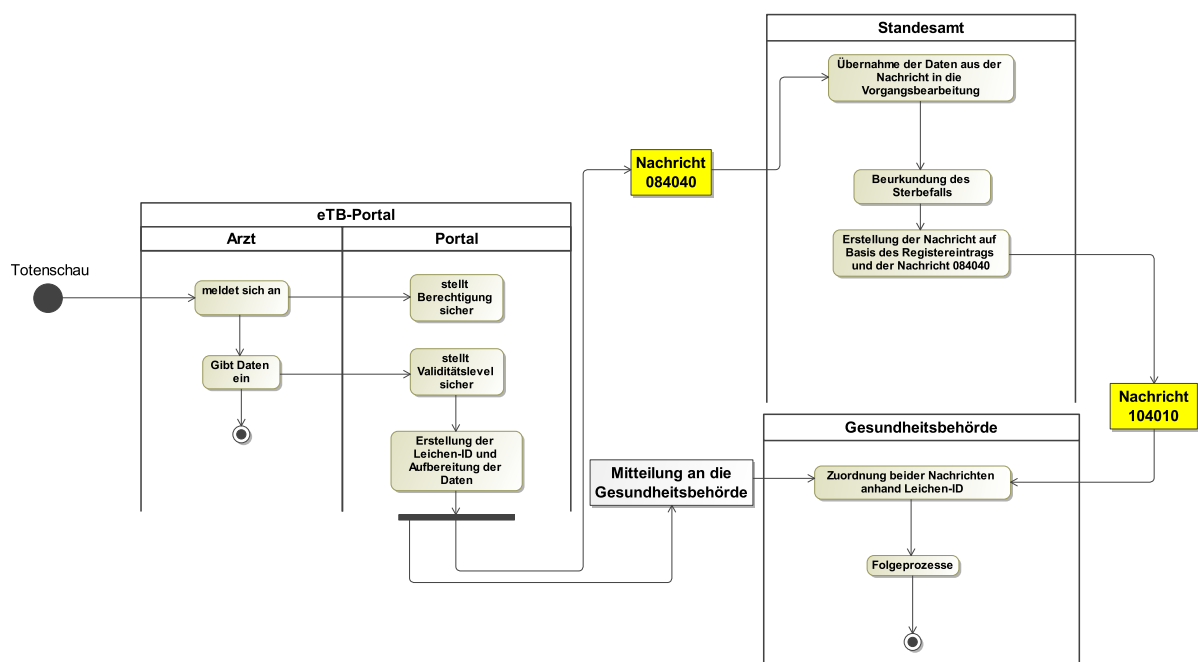 Totenschau
eTB-Portal
Arzt
Portal
meldet sich an
stellt
Berechtigung
sicher
Gibt Daten
ein
stellt
Validitätslevel
sicher
Erstellung der
Leichen-ID und
Aufbereitung der
Daten
Nachricht
084040
Standesamt
Übernahme der Daten aus der
Nachricht in die
Vorgangsbearbeitung
Beurkundung des
Sterbefalls
Erstellung der Nachricht auf
Basis des Registereintrags
und der Nachricht 084040
Nachricht
104010
Mitteilung an die
Gesundheitsbehörde
Gesundheitsbehörde
Zuordnung beider Nachrichten
anhand Leichen-ID
Folgeprozesse